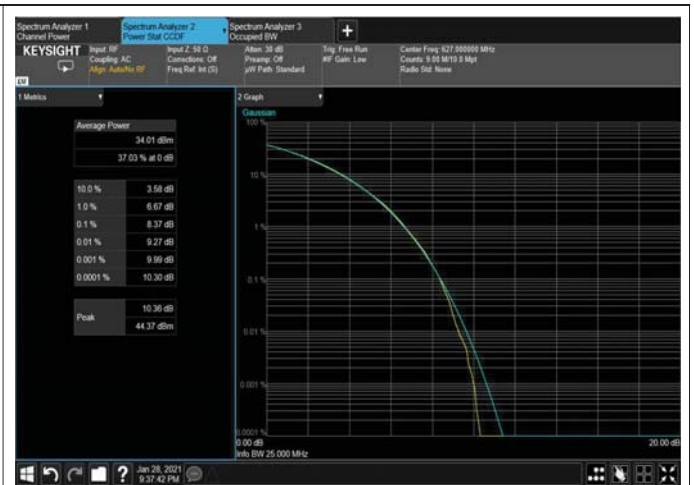 Spectrum Analyzer 1
Channel Power
Spectrum Analyzer 2
Power Stat CCDF
Spectrum Analyzer 3
Occupied BW
KEYSIGHT
Input: RF
Coupling: AC
Align: Auto/No RF
Input Z: 50 Ω
Corrections: Off
Freq Ref: Int (S)
Atten: 30 dB
Preamp: Off
µW Path: Standard
Trig: Free Run
#IF Gain: Low
Center Freq: 627.000000 MHz
Counts: 9.00 M/10.0 Mpt
Radio Std: None
1 Metrics
Average Power
34.01 dBm
37.03 % at 0 dB
10.0 % 3.58 dB
1.0 % 6.67 dB
0.1 % 8.37 dB
0.01 % 9.27 dB
0.001 % 9.99 dB
0.0001 % 10.30 dB
Peak
10.36 dB
44.37 dBm
2 Graph
Gaussian
100 %
10 %
1 %
0.1 %
0.01 %
0.001 %
0.0001 %
0.00 dB 20.00 dB
Info BW 25.000 MHz
Jan 28, 2021
9:37:42 PM